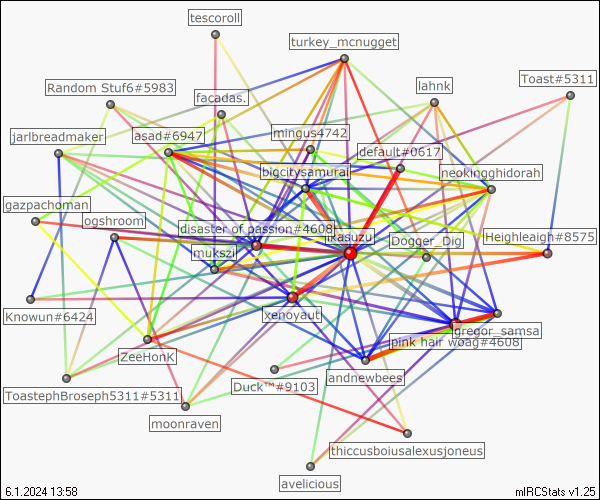 tescoroll
turkey_mcnugget
Toast#5311
Random Stuf6#5983
facadas.
lahnk
jarlbreadmaker
asad#6947
mingus4742
default#0617
bigcitysamurai
neokingghidorah
gazpachoman
ogshroom
disaster of passion#4608
jikasuzu
Dogger_Dig
Heighleaigh#8575
mukszi
Knowun#6424
xenoyaut
gregor_samsa
pink hair woag#4608
ZeeHonk
andnewbees
Duck™#9103
ToastephBroseph5311#5311
moonraven
thiccusboiusalexusjoneus
avelicious
6.1.2024 13:58
mIRCStats v1.25